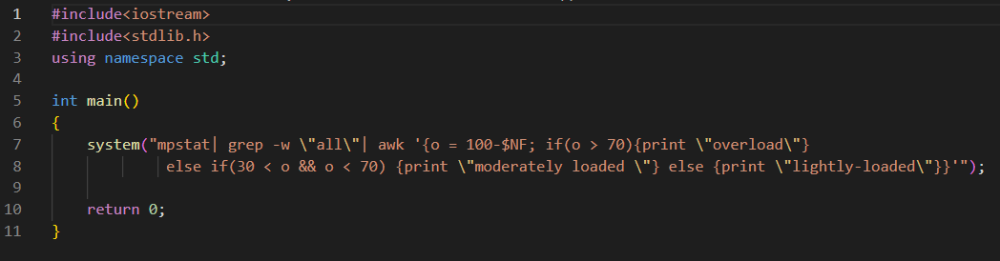 1 #include<iostream>
2 #include<stdlib.h>
3 using namespace std;
4
5 int main()
6 {
7 system("mpstat| grep -w \"all\"| awk '{o = 100-$NF; if(o > 70){print \"overload\"}
8 else if(30 < o && o < 70) {print \"moderately loaded \"} else {print \"lightly-loaded\"}}'");
9
10 return 0;
11 }